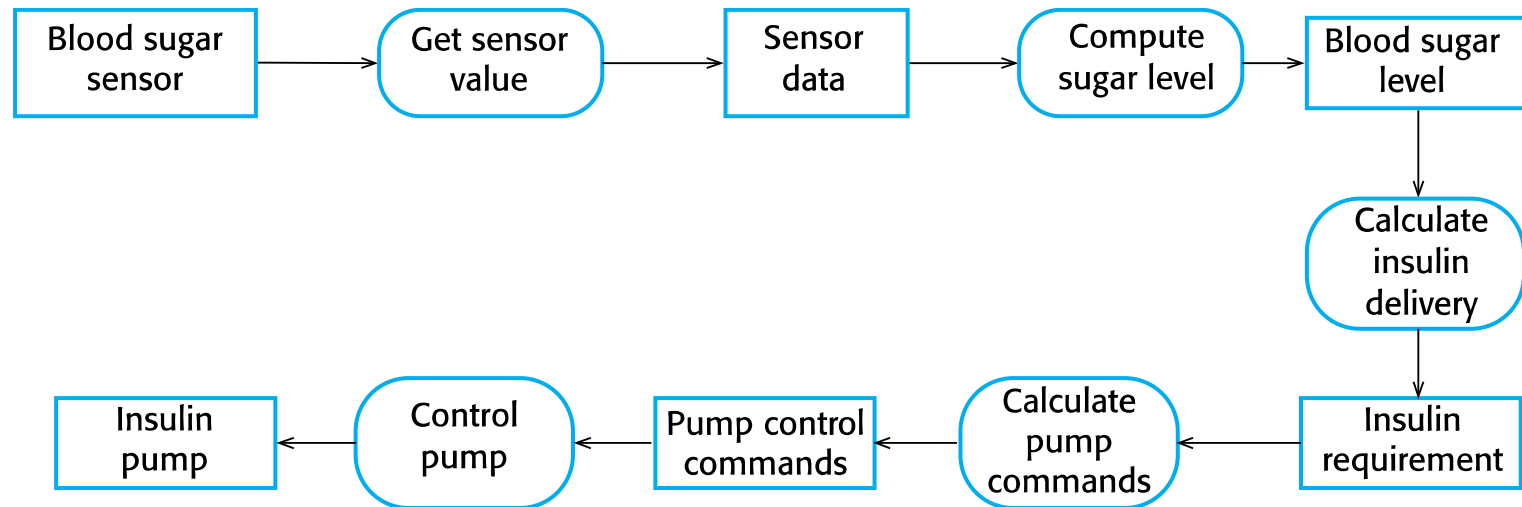 Blood sugar
sensor
Get sensor
value
Sensor
data
Compute
sugar level
Blood sugar
level
Calculate
insulin
delivery
Insulin
requirement
Calculate
pump
commands
Pump control
commands
Control
pump
Insulin
pump